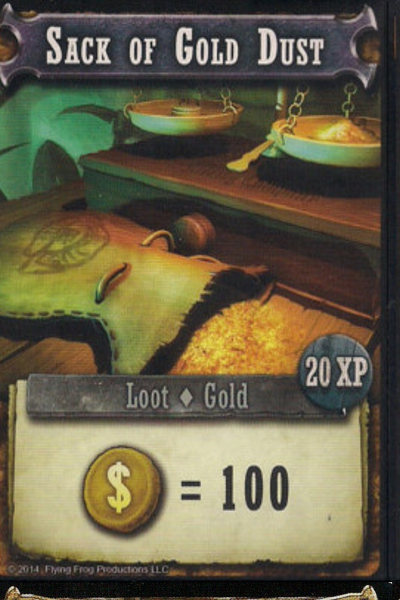 Sack of Gold Dust
20 XP
Loot ♦ Gold
$ = 100
© 2014 Flying Frog Productions LLC